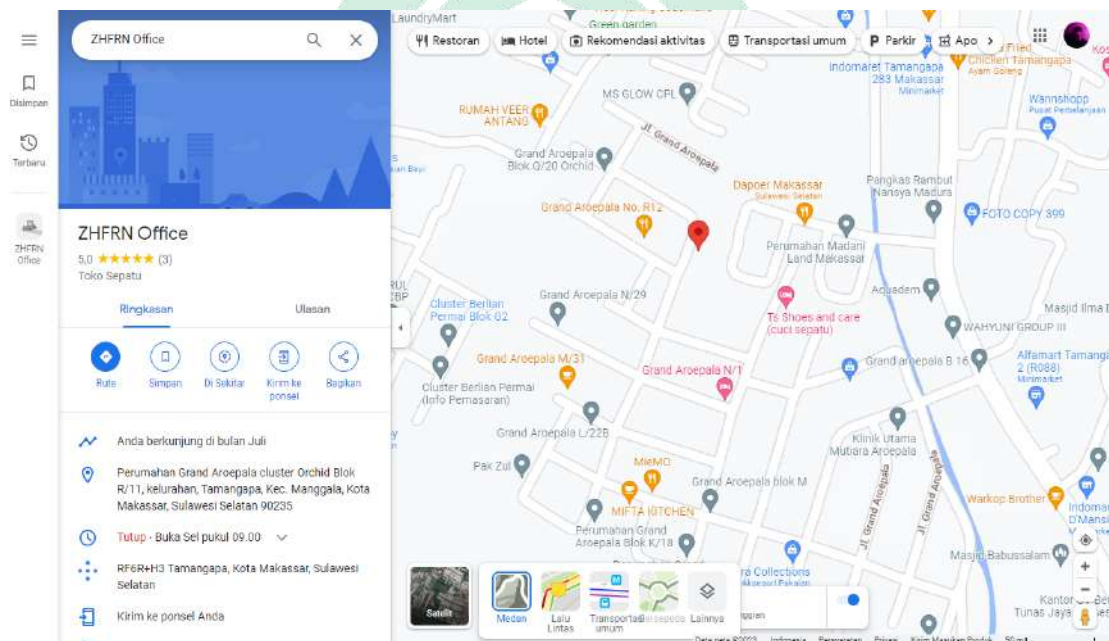 ZHFRN Office
Disimpan
Terbaru
ZHFRN
Office
ZHFRN Office
5,0 (3)
Toko Sepatu
Ringkasan
Ulasan
Rute
Simpan
Di Sekitar
Kirim ke
ponsel
Bagikan
Anda berkunjung di bulan Juli
Perumahan Grand Aroepala cluster Orchid Blok
R/11, kelurahan, Tamangapa, Kec. Manggala, Kota
Makassar, Sulawesi Selatan 90235
Tutup · Buka Sel pukul 09.00
RF6R+H3 Tamangapa, Kota Makassar, Sulawesi
Selatan
Kirim ke ponsel Anda
LaundryMart
Green garden
Restoran
Hotel
Rekomendasi aktivitas
Transportasi umum
Parkir
Apo
Indomaret Tamangapa
283 Makassar
Minimarket
Fried
Chicken Tamangapa
Ayam Goreng
Wannshopp
Pusat Perbelanjaan
MS GLOW CPL
RUMAH VEER
ANTANG
Jl. Grand Aroepala
Grand Aroepala
Blok Q/20 Orchid
Dapoer Makassar
Sulawesi Selatan
Pangkas Rambut
Nansya Madura
Grand Aroepala No. R12
FOTO COPY 399
Perumahan Madani
Land Makassar
Grand Aroepala N/29
Aquadem
Cluster Berlian
Permai Blok G2
Ts Shoes and care
(cuci sepatu)
WAHYUNI GROUP III
Grand Aroepala M/31
Grand Aroepala N/1
Grand aroepala B 16
Alfamart Tamang
2 (R088)
Minimarket
Cluster Berlian Permai
(Info Pemasaran)
Grand Aroepala L/22B
Klinik Utama
Mutiara Aroepala
Pak Zul
MieMO
Grand Aroepala blok M
MIFTA KITCHEN
Warkop Brother
Perumahan Grand
Aroepala Blok K/18
Jl. Grand Aroepala
Jl. Grand Aroepala
Masjid Babussalam
Satelit
Medan
Lalu
Lintas
Transportasi
umum
Bersepeda
Lainnya
Collections
Kantor
Tunas Jaya